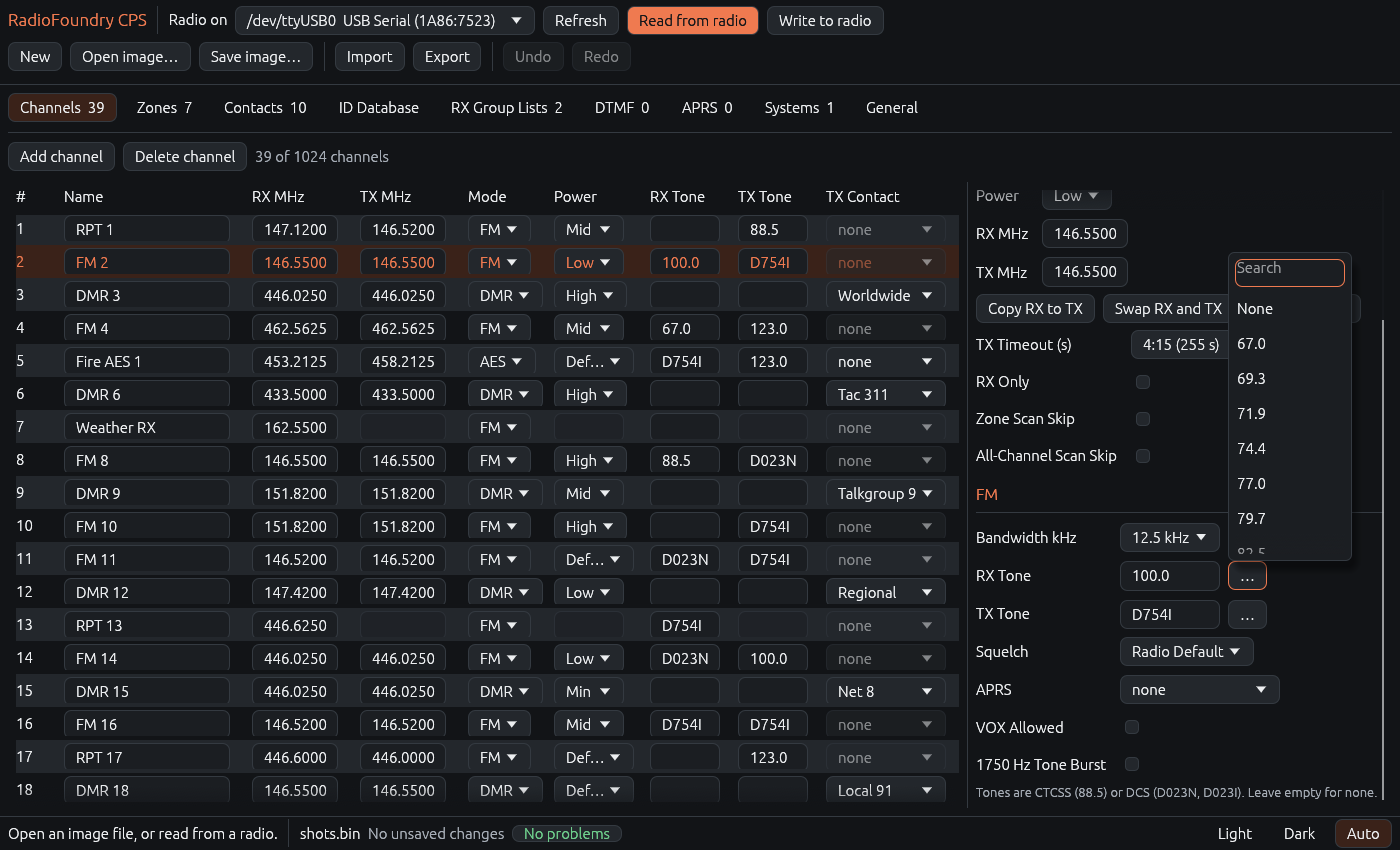 RadioFoundry CPS Radio on /dev/ttyUSB0 USB Serial (1A86:7523) Refresh Read from radio Write to radio
New Open image... Save image... Import Export Undo Redo
Channels 39 Zones 7 Contacts 10 ID Database RX Group Lists 2 DTMF 0 APRS 0 Systems 1 General
Add channel Delete channel 39 of 1024 channels
# Name RX MHz TX MHz Mode Power RX Tone TX Tone TX Contact
1 RPT 1 147.1200 146.5200 FM Mid 88.5 none
2 FM 2 146.5500 146.5500 FM Low 100.0 D754I none
3 DMR 3 446.0250 446.0250 DMR High Worldwide
4 FM 4 462.5625 462.5625 FM Mid 67.0 123.0 none
5 Fire AES 1 453.2125 458.2125 AES Def... D754I 123.0 none
6 DMR 6 433.5000 433.5000 DMR High Tac 311
7 Weather RX 162.5500 FM none
8 FM 8 146.5500 146.5500 FM High 88.5 D023N none
9 DMR 9 151.8200 151.8200 DMR Mid Talkgroup 9
10 FM 10 151.8200 151.8200 FM High D754I none
11 FM 11 146.5200 146.5200 FM Def... D023N D754I none
12 DMR 12 147.4200 147.4200 DMR Low Regional
13 RPT 13 446.6250 FM D754I none
14 FM 14 446.0250 446.0250 FM Low D023N 100.0 none
15 DMR 15 446.0250 446.0250 DMR Min Net 8
16 FM 16 146.5200 146.5200 FM Mid D754I D754I none
17 RPT 17 446.6000 446.0000 FM Def... 123.0 none
18 DMR 18 146.5500 146.5500 DMR Def... Local 91
Power Low
RX MHz 146.5500
TX MHz 146.5500
Copy RX to TX Swap RX and TX
TX Timeout (s) 4:15 (255 s)
RX Only
Zone Scan Skip
All-Channel Scan Skip
FM
Bandwidth kHz 12.5 kHz
RX Tone 100.0 ...
TX Tone D754I ...
Squelch Radio Default
APRS none
VOX Allowed
1750 Hz Tone Burst
Tones are CTCSS (88.5) or DCS (D023N, D023I). Leave empty for none.
Search
None
67.0
69.3
71.9
74.4
77.0
79.7
82.5
Open an image file, or read from a radio. shots.bin No unsaved changes No problems Light Dark Auto